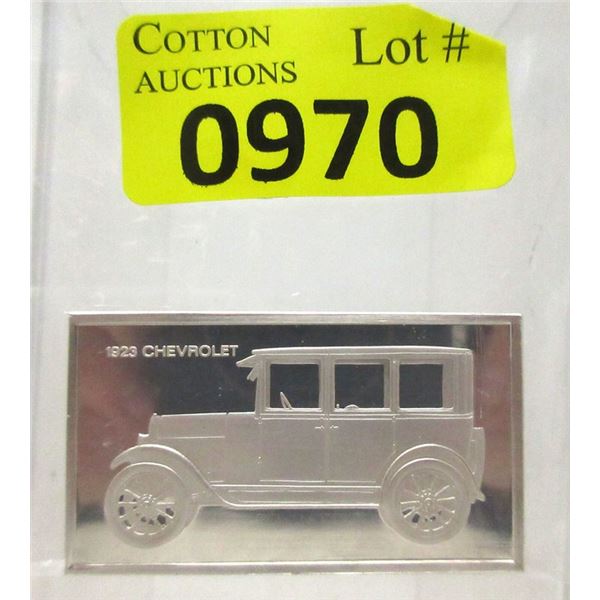 COTTON
AUCTIONS
Lot #
0970
1923 CHEVROLET